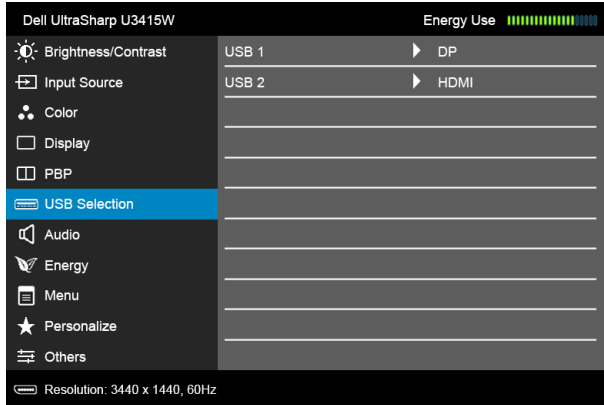 Dell UltraSharp U3415W Energy Use
Brightness/Contrast USB 1 DP
Input Source USB 2 HDMI
Color
Display
PBP
USB Selection
Audio
Energy
Menu
Personalize
Others
Resolution: 3440 x 1440, 60Hz